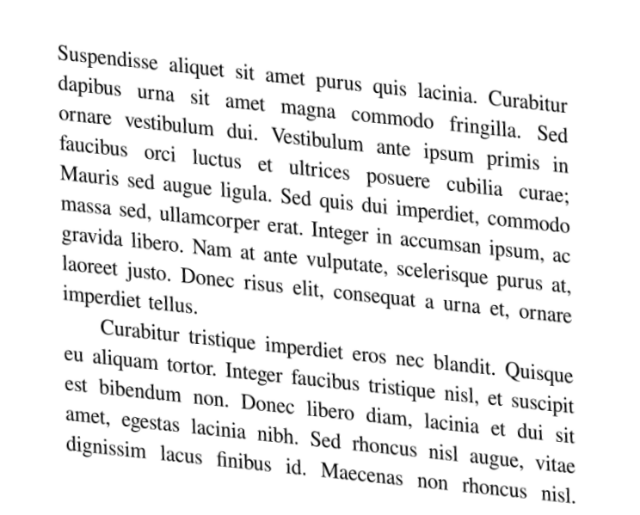 Suspendisse aliquet sit amet purus quis lacinia. Curabitur
dapibus urna sit amet magna commodo fringilla. Sed
ornare vestibulum dui. Vestibulum ante ipsum primis in
faucibus orci luctus et ultrices posuere cubilia curae;
Mauris sed augue ligula. Sed quis dui imperdiet, commodo
massa sed, ullamcorper erat. Integer in accumsan ipsum, ac
gravida libero. Nam at ante vulputate, scelerisque purus at,
laoreet justo. Donec risus elit, consequat a urna et, ornare
imperdiet tellus.
Curabitur tristique imperdiet eros nec blandit. Quisque
eu aliquam tortor. Integer faucibus tristique nisl, et suscipit
est bibendum non. Donec libero diam, lacinia et dui sit
amet, egestas lacinia nibh. Sed rhoncus nisl augue, vitae
dignissim lacus finibus id. Maecenas non rhoncus nisl.